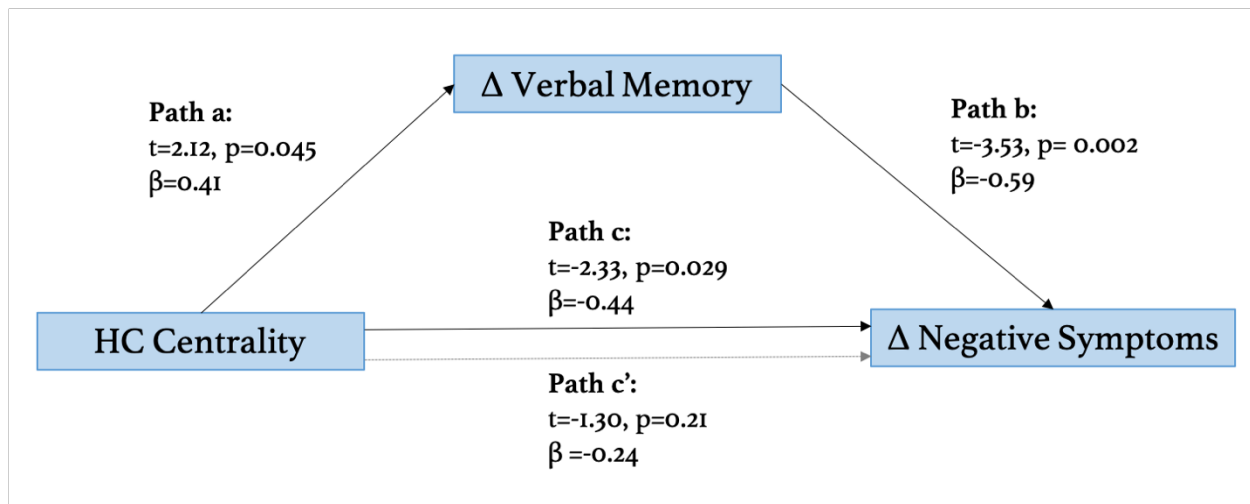 Δ Verbal Memory
Path a:
t=2.12, p=0.045
β=0.41
Path b:
t=-3.53, p= 0.002
β=-0.59
Path c:
t=-2.33, p=0.029
β=-0.44
HC Centrality
Δ Negative Symptoms
Path c’:
t=-1.30, p=0.21
β =-0.24